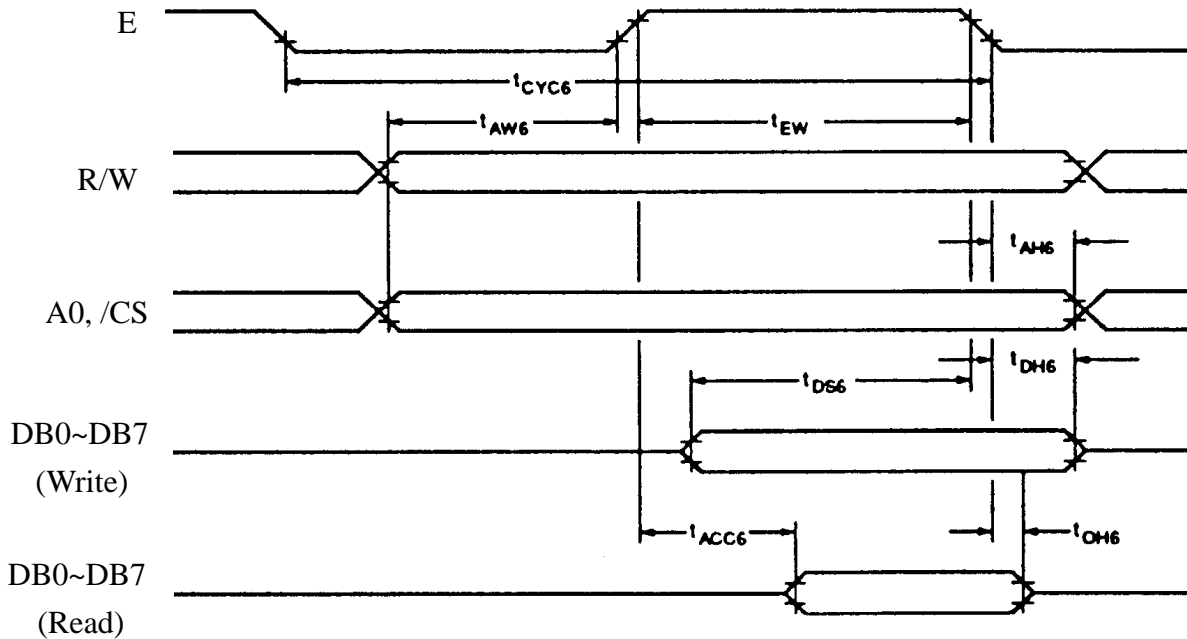 E
tCYC6
tAW6
tEW
R/W
tAH6
A0, /CS
tDH6
tDS6
DB0~DB7
(Write)
tACC6
tOH6
DB0~DB7
(Read)